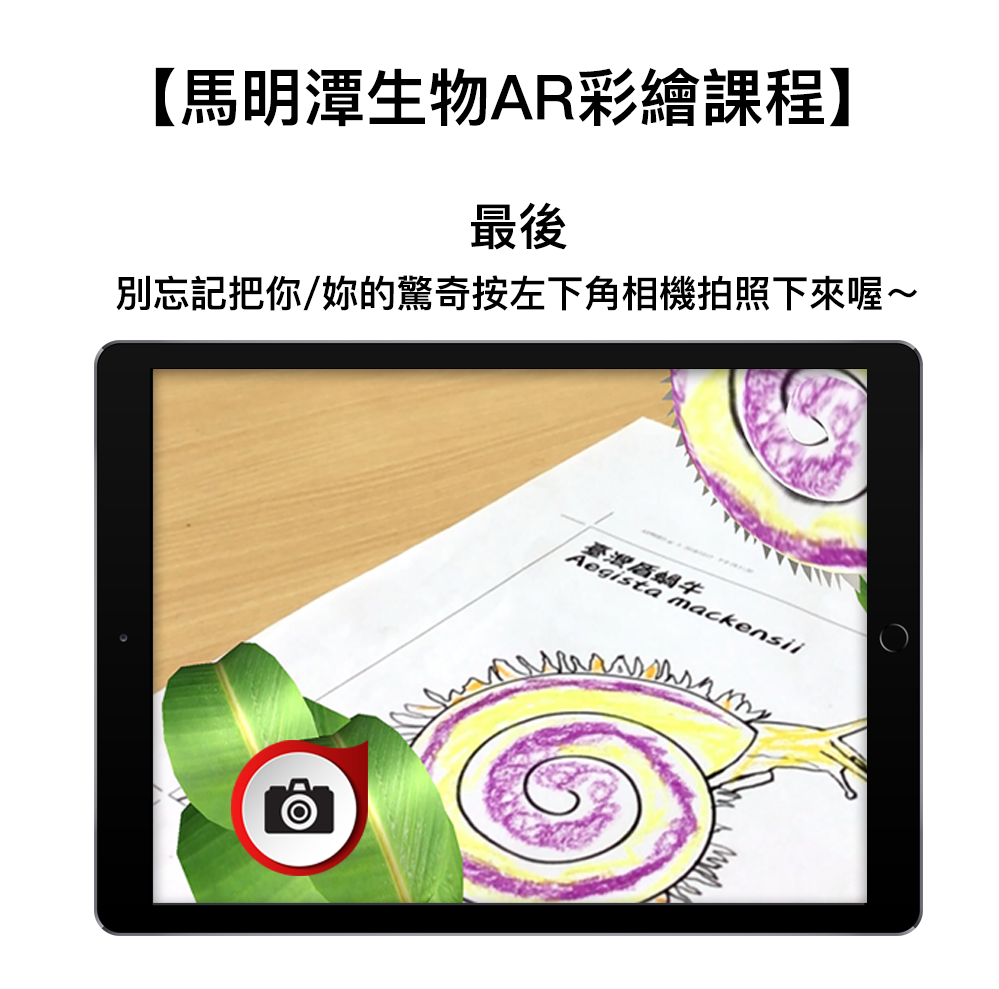 【馬明潭生物AR彩繪課程】
最後
別忘記把你/妳的驚奇按左下角相機拍照下來喔～
臺灣盾蝸牛
Aegista mackensii